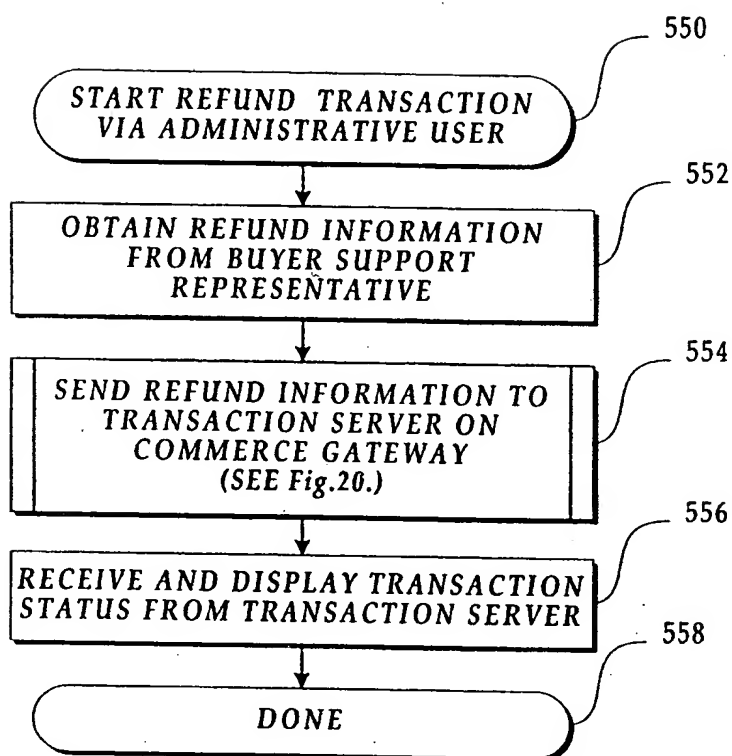 550
START REFUND TRANSACTION
VIA ADMINISTRATIVE USER
552
OBTAIN REFUND INFORMATION
FROM BUYER SUPPORT
REPRESENTATIVE
554
SEND REFUND INFORMATION TO
TRANSACTION SERVER ON
COMMERCE GATEWAY
(SEE Fig.20.)
556
RECEIVE AND DISPLAY TRANSACTION
STATUS FROM TRANSACTION SERVER
558
DONE